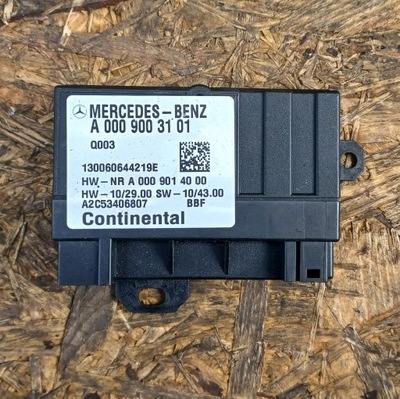 MERCEDES-BENZ
A 000 900 31 01
Q003
130060644219E
HW-NR A 000 901 40 00
HW-10/29.00 SW-10/43.00
A2C53406807 BBF
Continental